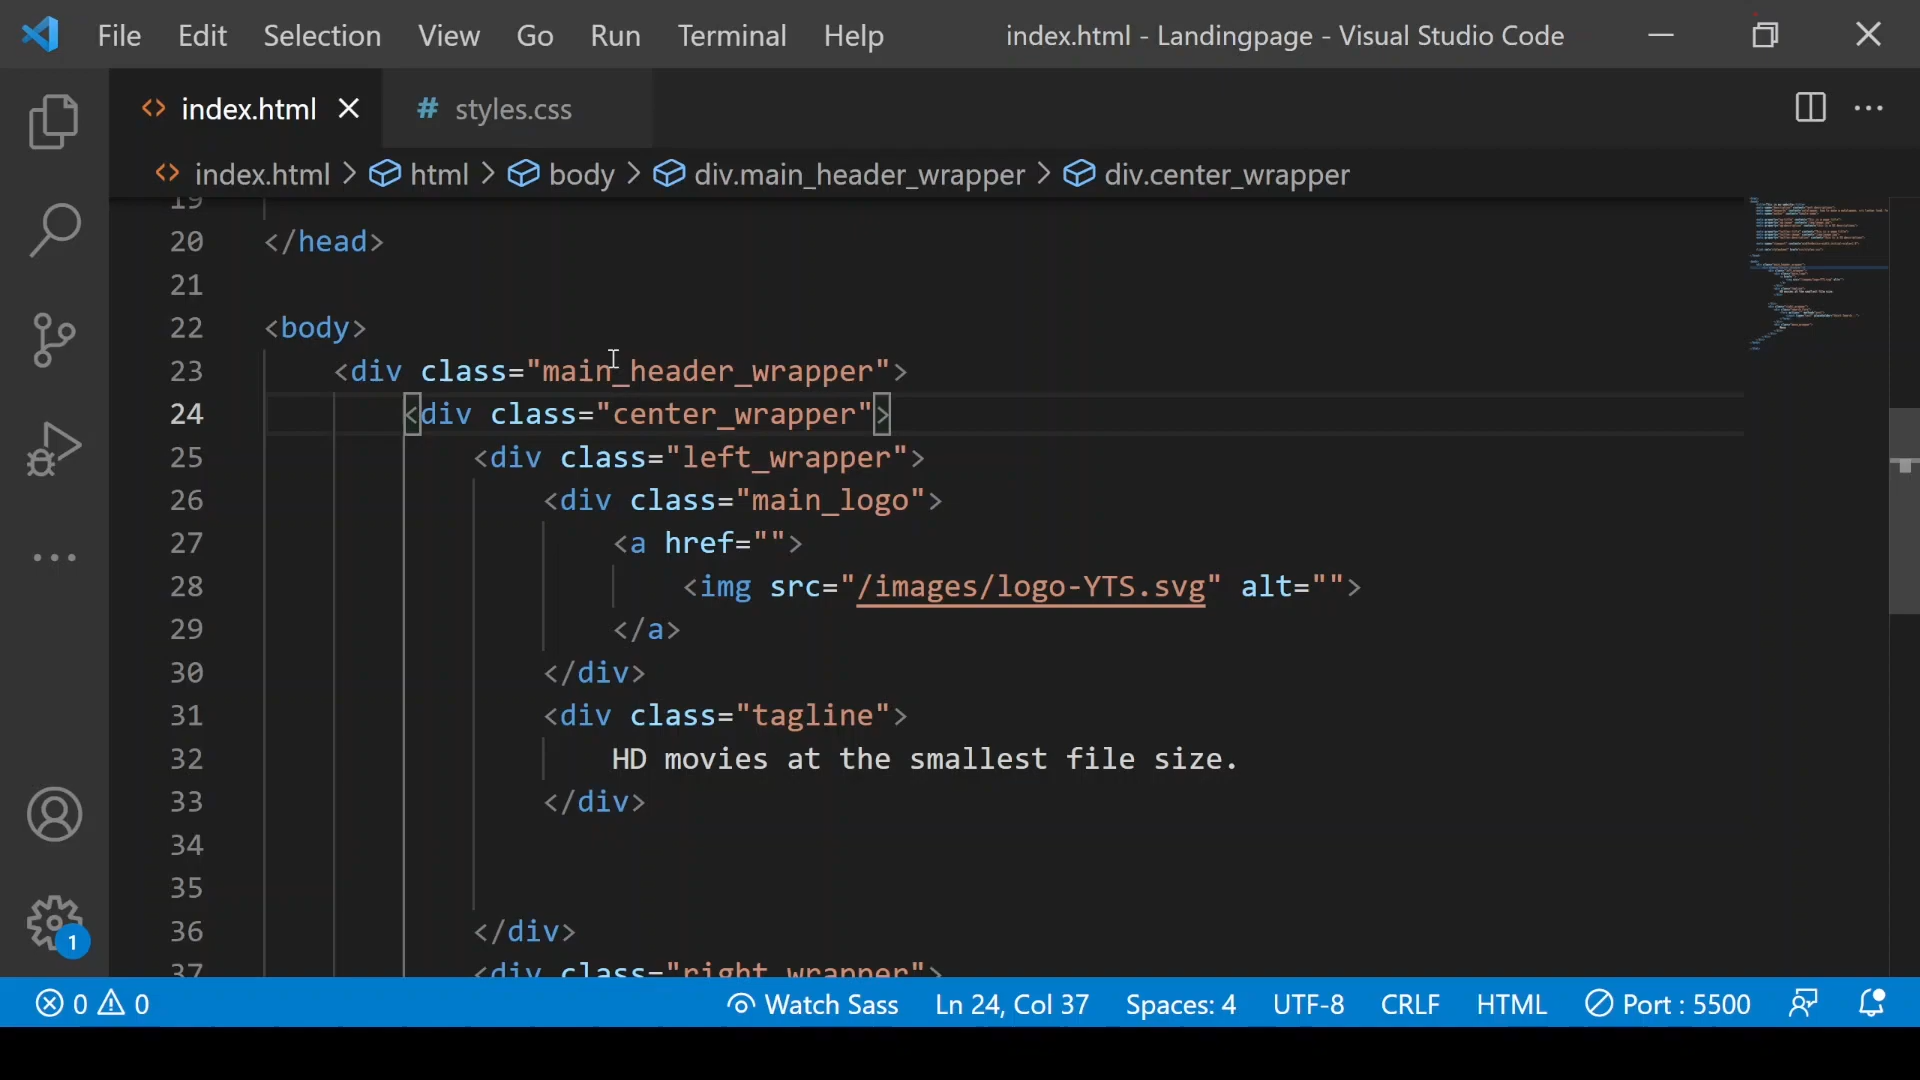 File Edit Selection View Go Run Terminal Help index.html - Landingpage - Visual Studio Code
<> index.html # styles.css
<> index.html > html > body > div.main_header_wrapper > div.center_wrapper
19
20 </head>
21
22 <body>
23 <div class="main_header_wrapper">
24 <div class="center_wrapper">
25 <div class="left_wrapper">
26 <div class="main_logo">
27 <a href="">
28 <img src="/images/logo-YTS.svg" alt="">
29 </a>
30 </div>
31 <div class="tagline">
32 HD movies at the smallest file size.
33 </div>
34
35
36 </div>
37 <div class="right_wrapper">
1
0 0 Watch Sass Ln 24, Col 37 Spaces: 4 UTF-8 CRLF HTML Port : 5500